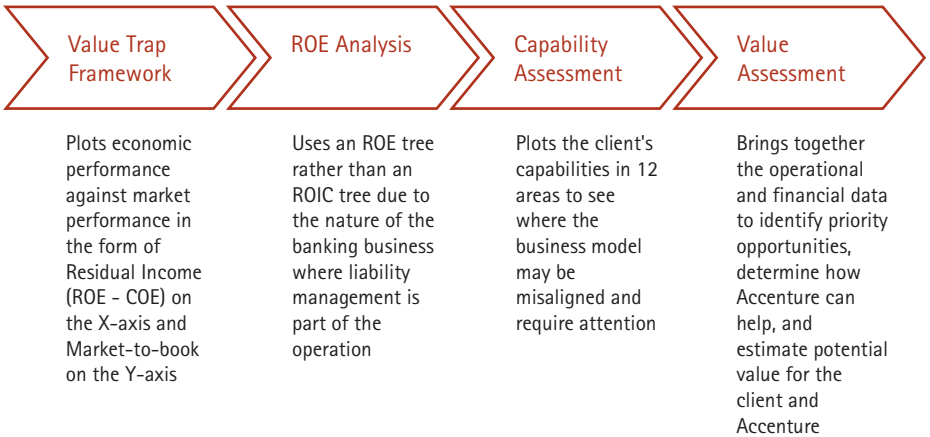 Value Trap
Framework
ROE Analysis
Capability
Assessment
Value
Assessment
Plots economic
performance
against market
performance in
the form of
Residual Income
(ROE - COE) on
the X-axis and
Market-to-book
on the Y-axis
Uses an ROE tree
rather than an
ROIC tree due to
the nature of the
banking business
where liability
management is
part of the
operation
Plots the client's
capabilities in 12
areas to see
where the
business model
may be
misaligned and
require attention
Brings together
the operational
and financial data
to identify priority
opportunities,
determine how
Accenture can
help, and
estimate potential
value for the
client and
Accenture